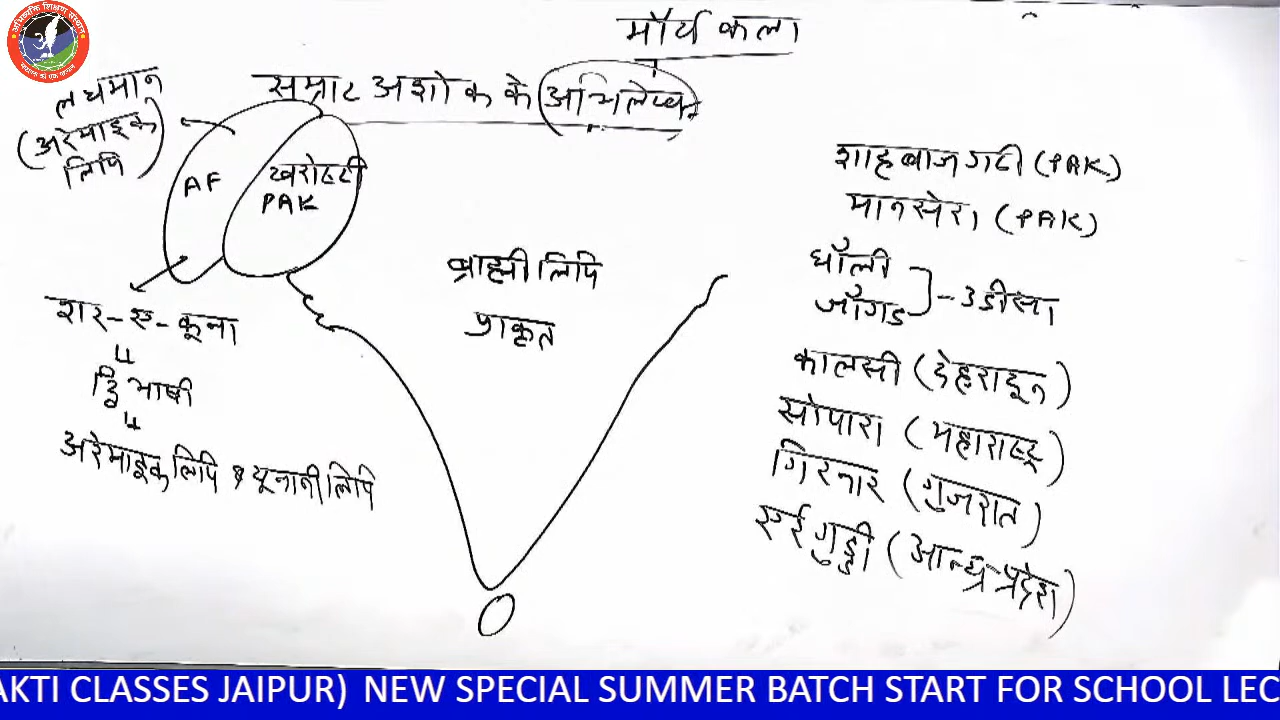 मौर्य कला
सम्राट अशोक के अभिलेख
लघमान
(अरेमाइक
लिपि)
AF
खरोष्ठी
PAK
ब्राह्मी लिपि
प्राकृत
शर-ए-कूना
द्विभाषी
अरेमाइक लिपि & यूनानी लिपि
शाहबाजगढी (PAK)
मानसेरा (PAK)
धौली
जौगड - उडीसा
कालसी (देहरादून)
सोपारा (महाराष्ट्र)
गिरनार (गुजरात)
एर्रगुड्डी (आन्ध्र-प्रदेश)
AKTI CLASSES JAIPUR) NEW SPECIAL SUMMER BATCH START FOR SCHOOL LEC